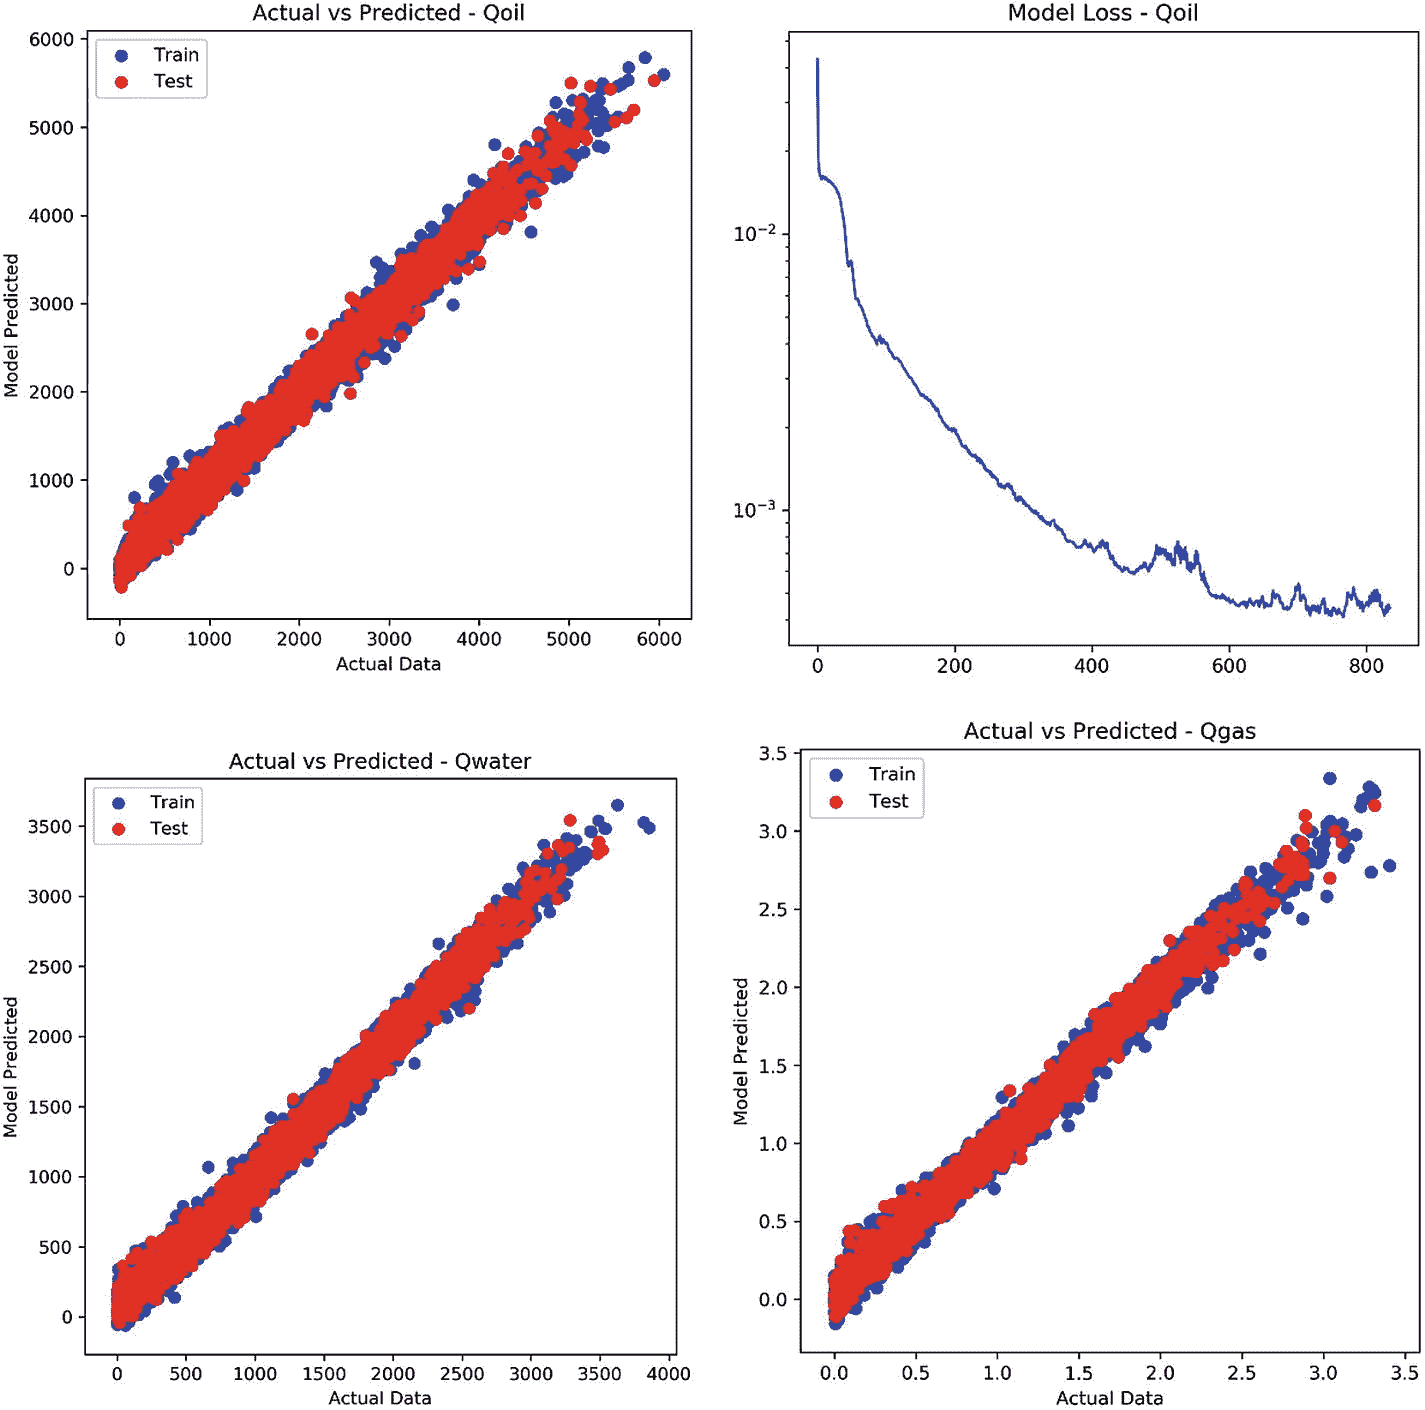 Actual vs Predicted - Qoil
Train
Test
6000
5000
4000
3000
2000
1000
0
Model Predicted
0 1000 2000 3000 4000 5000 6000
Actual Data
Model Loss - Qoil
10−2
10−3
0 200 400 600 800
Actual vs Predicted - Qwater
Train
Test
3500
3000
2500
2000
1500
1000
500
0
Model Predicted
0 500 1000 1500 2000 2500 3000 3500 4000
Actual Data
Actual vs Predicted - Qgas
Train
Test
3.5
3.0
2.5
2.0
1.5
1.0
0.5
0.0
Model Predicted
0.0 0.5 1.0 1.5 2.0 2.5 3.0 3.5
Actual Data